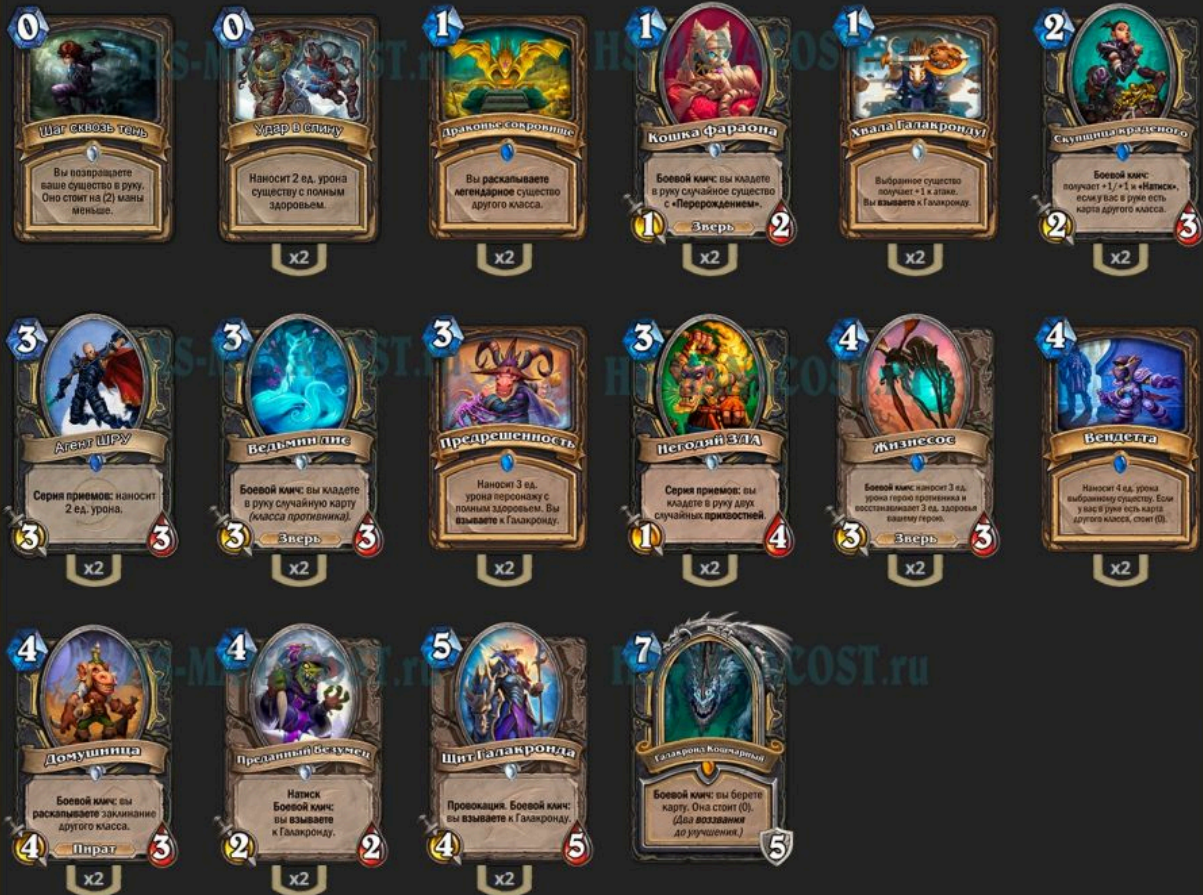 0
Шаг сквозь тень
Вы возвращаете
ваше существо в руку.
Оно стоит на (2) маны
меньше.
0
Удар в спину
Наносит 2 ед. урона
существу с полным
здоровьем.
x2
1
Драконье сокровище
Вы раскапываете
легендарное существо
другого класса.
x2
1
Кошка фараона
Боевой клич: вы кладете
в руку случайное существо
с «Перерождением».
1
Зверь
2
x2
1
Хвала Галакронду!
Выбранное существо
получает +1 к атаке.
Вы взываете к Галакронду.
x2
2
Скупщица краденого
Боевой клич:
получает +1/+1 и «Натиск»,
если у вас в руке есть
карта другого класса.
2
3
x2
3
Агент ШРУ
Серия приемов: наносит
2 ед. урона.
3
3
x2
3
Ведьмин лис
Боевой клич: вы кладете
в руку случайную карту
(класса противника).
3
Зверь
3
x2
3
Предрешенность
Наносит 3 ед.
урона персонажу с
полным здоровьем. Вы
взываете к Галакронду.
x2
3
Негодяй ЗЛА
Серия приемов: вы
кладете в руку двух
случайных прихвостней.
1
4
x2
4
Жизнесос
Боевой клич: наносит 3 ед.
урона герою противника и
восстанавливает 3 ед. здоровья
вашему герою.
3
Зверь
3
x2
4
Вендетта
Наносит 4 ед. урона
выбранному существу. Если
у вас в руке есть карта
другого класса, стоит (0).
x2
4
Домушница
Боевой клич: вы
раскапываете заклинание
другого класса.
4
Пират
3
x2
4
Преданный безумец
Натиск
Боевой клич:
вы взываете
к Галакронду.
2
2
x2
5
Щит Галакронда
Провокация. Боевой клич:
вы взываете к Галакронду.
4
5
x2
7
Галакронд Кошмарный
Боевой клич: вы берете
карту. Она стоит (0).
(Два воззвания
до улучшения.)
5